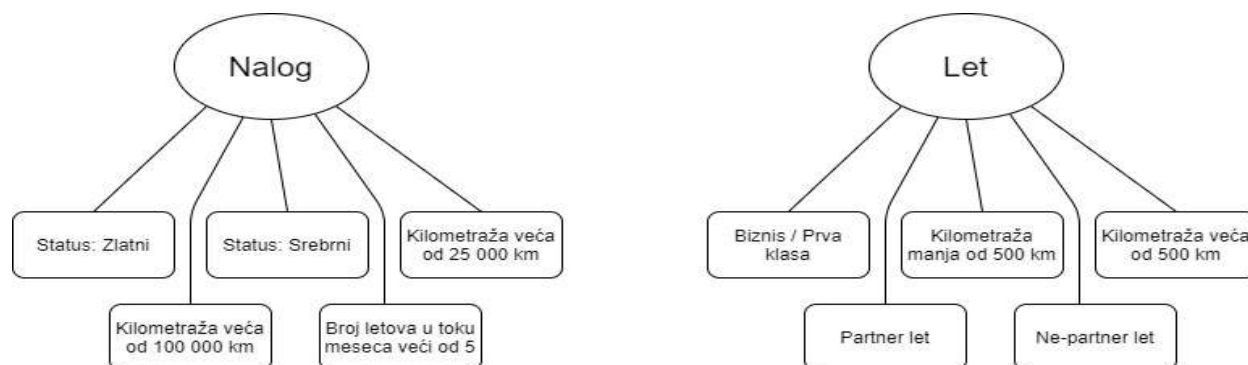 Nalog
Status: Zlatni
Status: Srebrni
Kilometraža veća
od 25 000 km
Kilometraža veća
od 100 000 km
Broj letova u toku
meseca veći od 5
Let
Biznis / Prva
klasa
Kilometraža
manja od 500 km
Kilometraža veća
od 500 km
Partner let
Ne-partner let